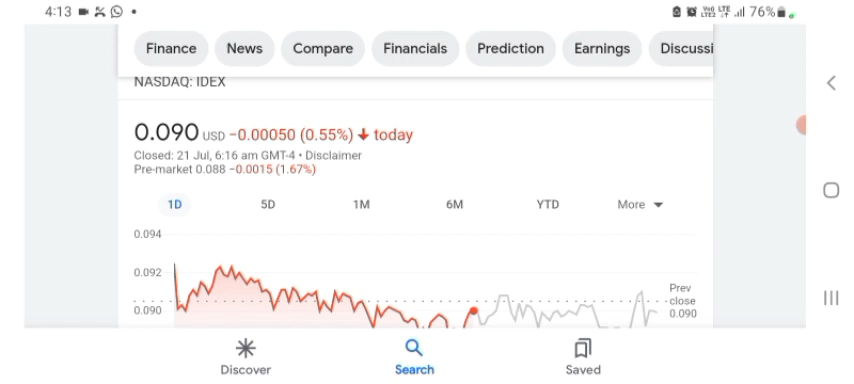 4:13
76%
Finance News Compare Financials Prediction Earnings Discussi
NASDAQ: IDEX
0.090 USD −0.00050 (0.55%) today
Closed: 21 Jul, 6:16 am GMT-4 • Disclaimer
Pre-market 0.088 −0.0015 (1.67%)
1D 5D 1M 6M YTD More
0.094
0.092
0.090
Prev
close
0.090
Discover Search Saved